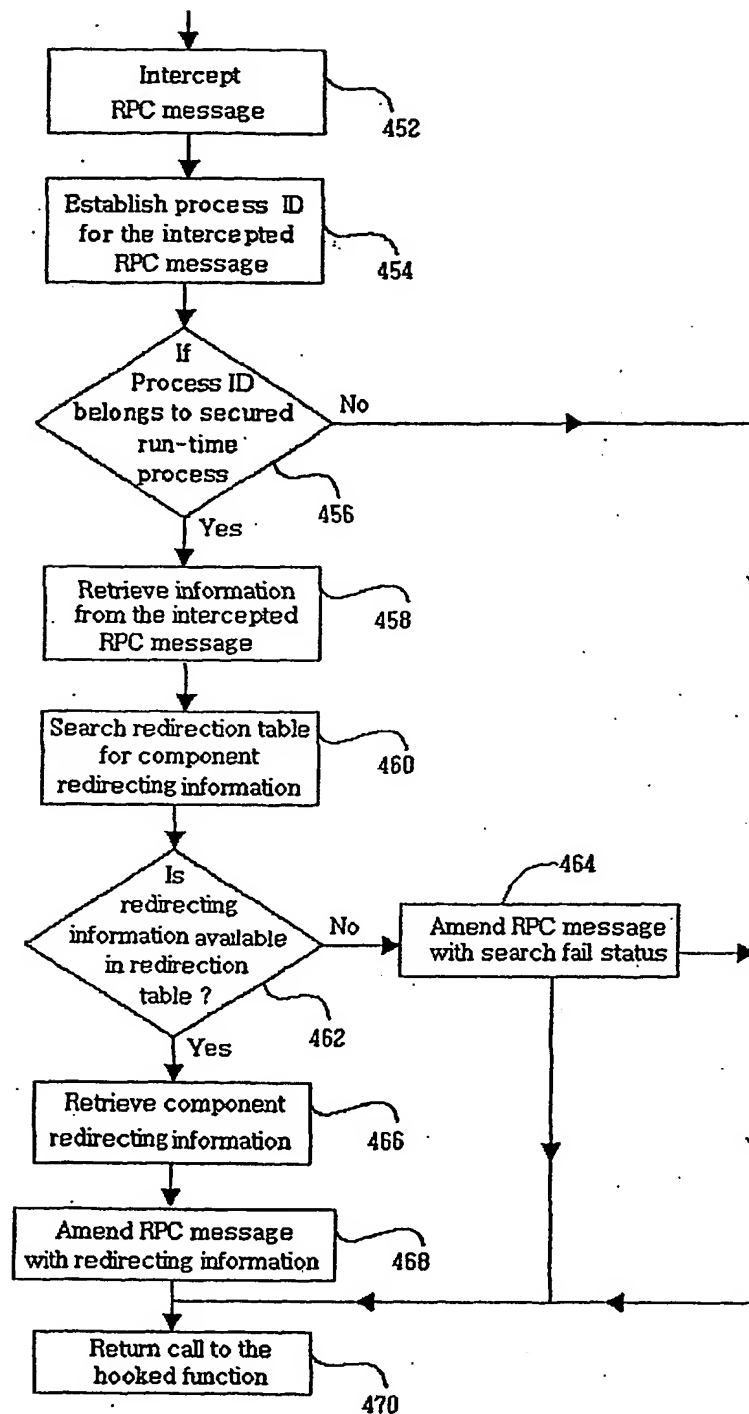 Intercept
RPC message
452
Establish process ID
for the intercepted
RPC message
454
If
Process ID
belongs to secured
run-time
process
No
456
Yes
Retrieve information
from the intercepted
RPC message
458
Search redirection table
for component
redirecting information
460
Is
redirecting
information available
in redirection
table ?
No
464
Amend RPC message
with search fail status
462
Yes
Retrieve component
redirecting information
466
Amend RPC message
with redirecting information
468
Return call to the
hooked function
470